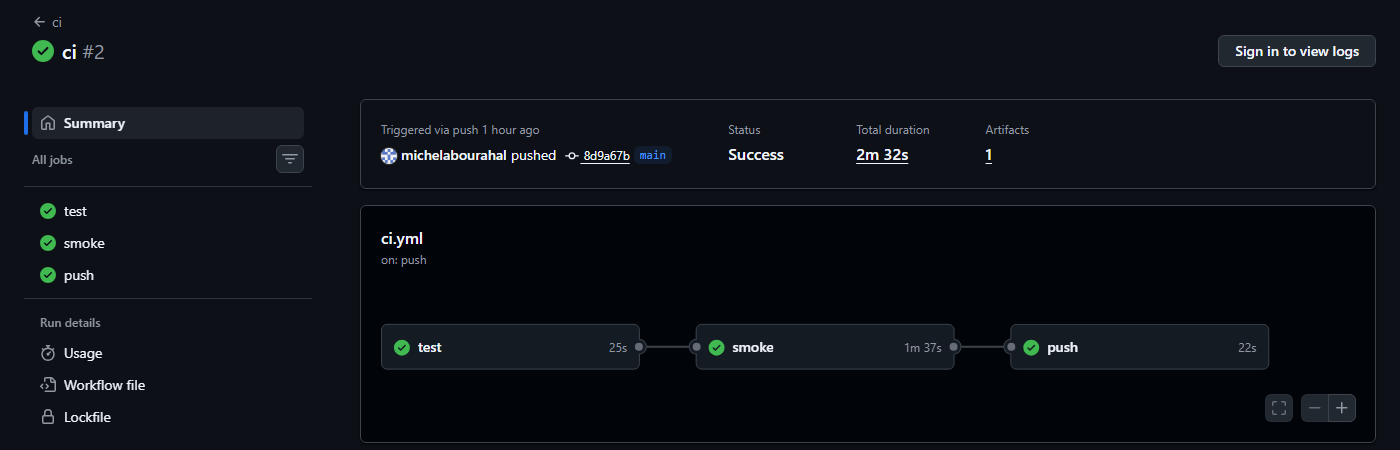 ci
ci #2
Sign in to view logs
Summary
All jobs
test
smoke
push
Run details
Usage
Workflow file
Lockfile
Triggered via push 1 hour ago
michelabourahal pushed 8d9a67b main
Status
Success
Total duration
2m 32s
Artifacts
1
ci.yml
on: push
test 25s
smoke 1m 37s
push 22s